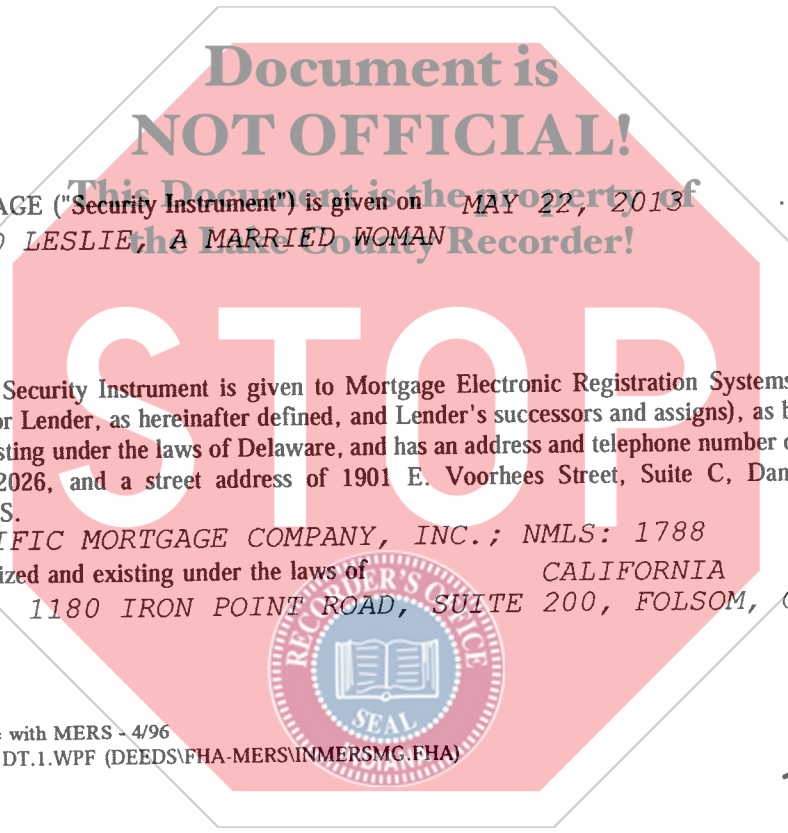 Document is
NOT OFFICIAL!
This Document is the property of
the Lake County Recorder!
AGE ("Security Instrument") is given on MAY 22, 2013
LESLIE, A MARRIED WOMAN
STOP
Security Instrument is given to Mortgage Electronic Registration Systems
or Lender, as hereinafter defined, and Lender's successors and assigns), as b
sting under the laws of Delaware, and has an address and telephone number o
2026, and a street address of 1901 E. Voorhees Street, Suite C, Dan
S.
IFIC MORTGAGE COMPANY, INC.; NMLS: 1788
ized and existing under the laws of CALIFORNIA
1180 IRON POINT ROAD, SUITE 200, FOLSOM, C
RECORDER'S OFFICE
SEAL
INDIANA
with MERS - 4/96
DT.1.WPF (DEEDS\FHA-MERS\INMERSMG.FHA)